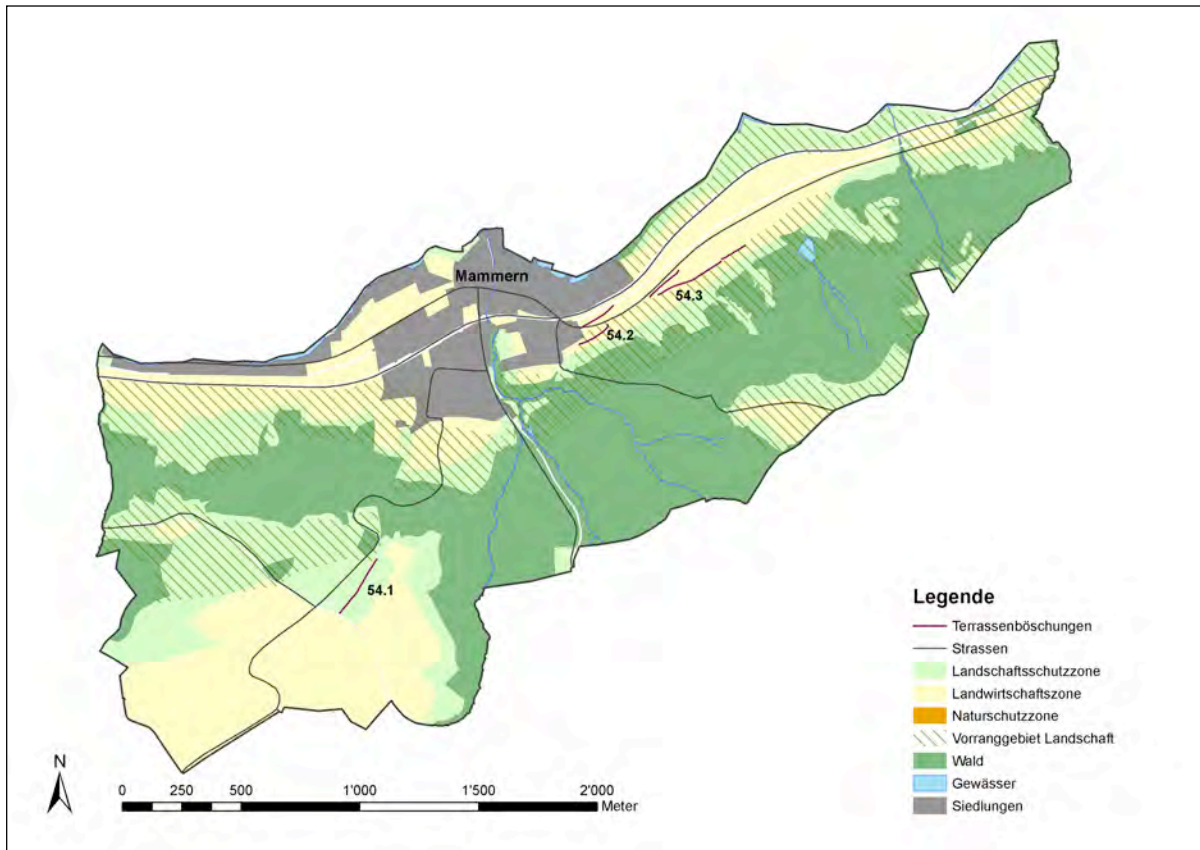 Mammern
54.3
54.2
54.1
Legende
Terrassenböschungen
Strassen
Landschaftsschutzzone
Landwirtschaftszone
Naturschutzzone
Vorranggebiet Landschaft
Wald
Gewässer
Siedlungen
N
0 250 500 1'000 1'500 2'000
Meter